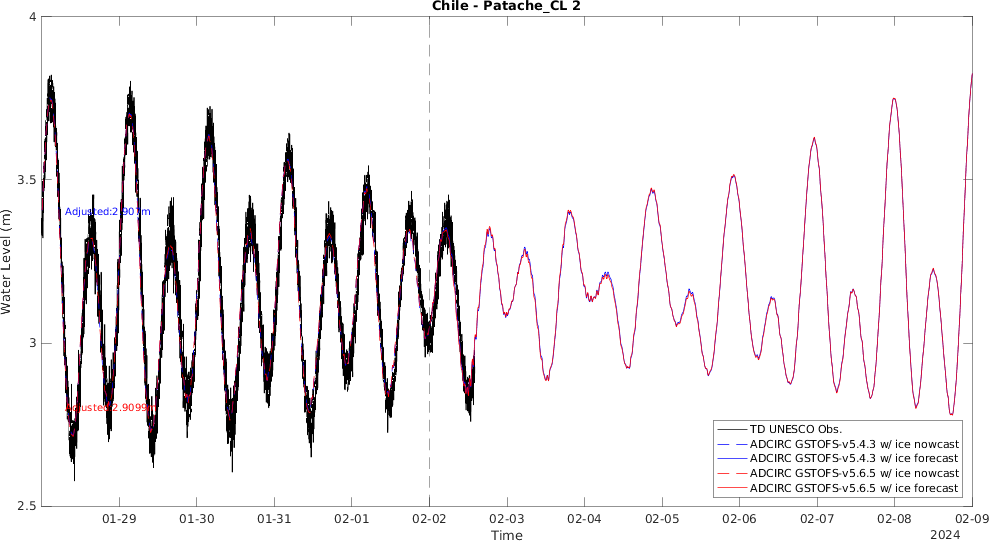 Chile - Patache_CL 2
4
3.5
3
2.5
Water Level (m)
Adjusted:2.907m
Adjusted:2.9099m
TD UNESCO Obs.
ADCIRC GSTOFS-v5.4.3 w/ ice nowcast
ADCIRC GSTOFS-v5.4.3 w/ ice forecast
ADCIRC GSTOFS-v5.6.5 w/ ice nowcast
ADCIRC GSTOFS-v5.6.5 w/ ice forecast
01-29 01-30 01-31 02-01 02-02 02-03 02-04 02-05 02-06 02-07 02-08 02-09
Time
2024